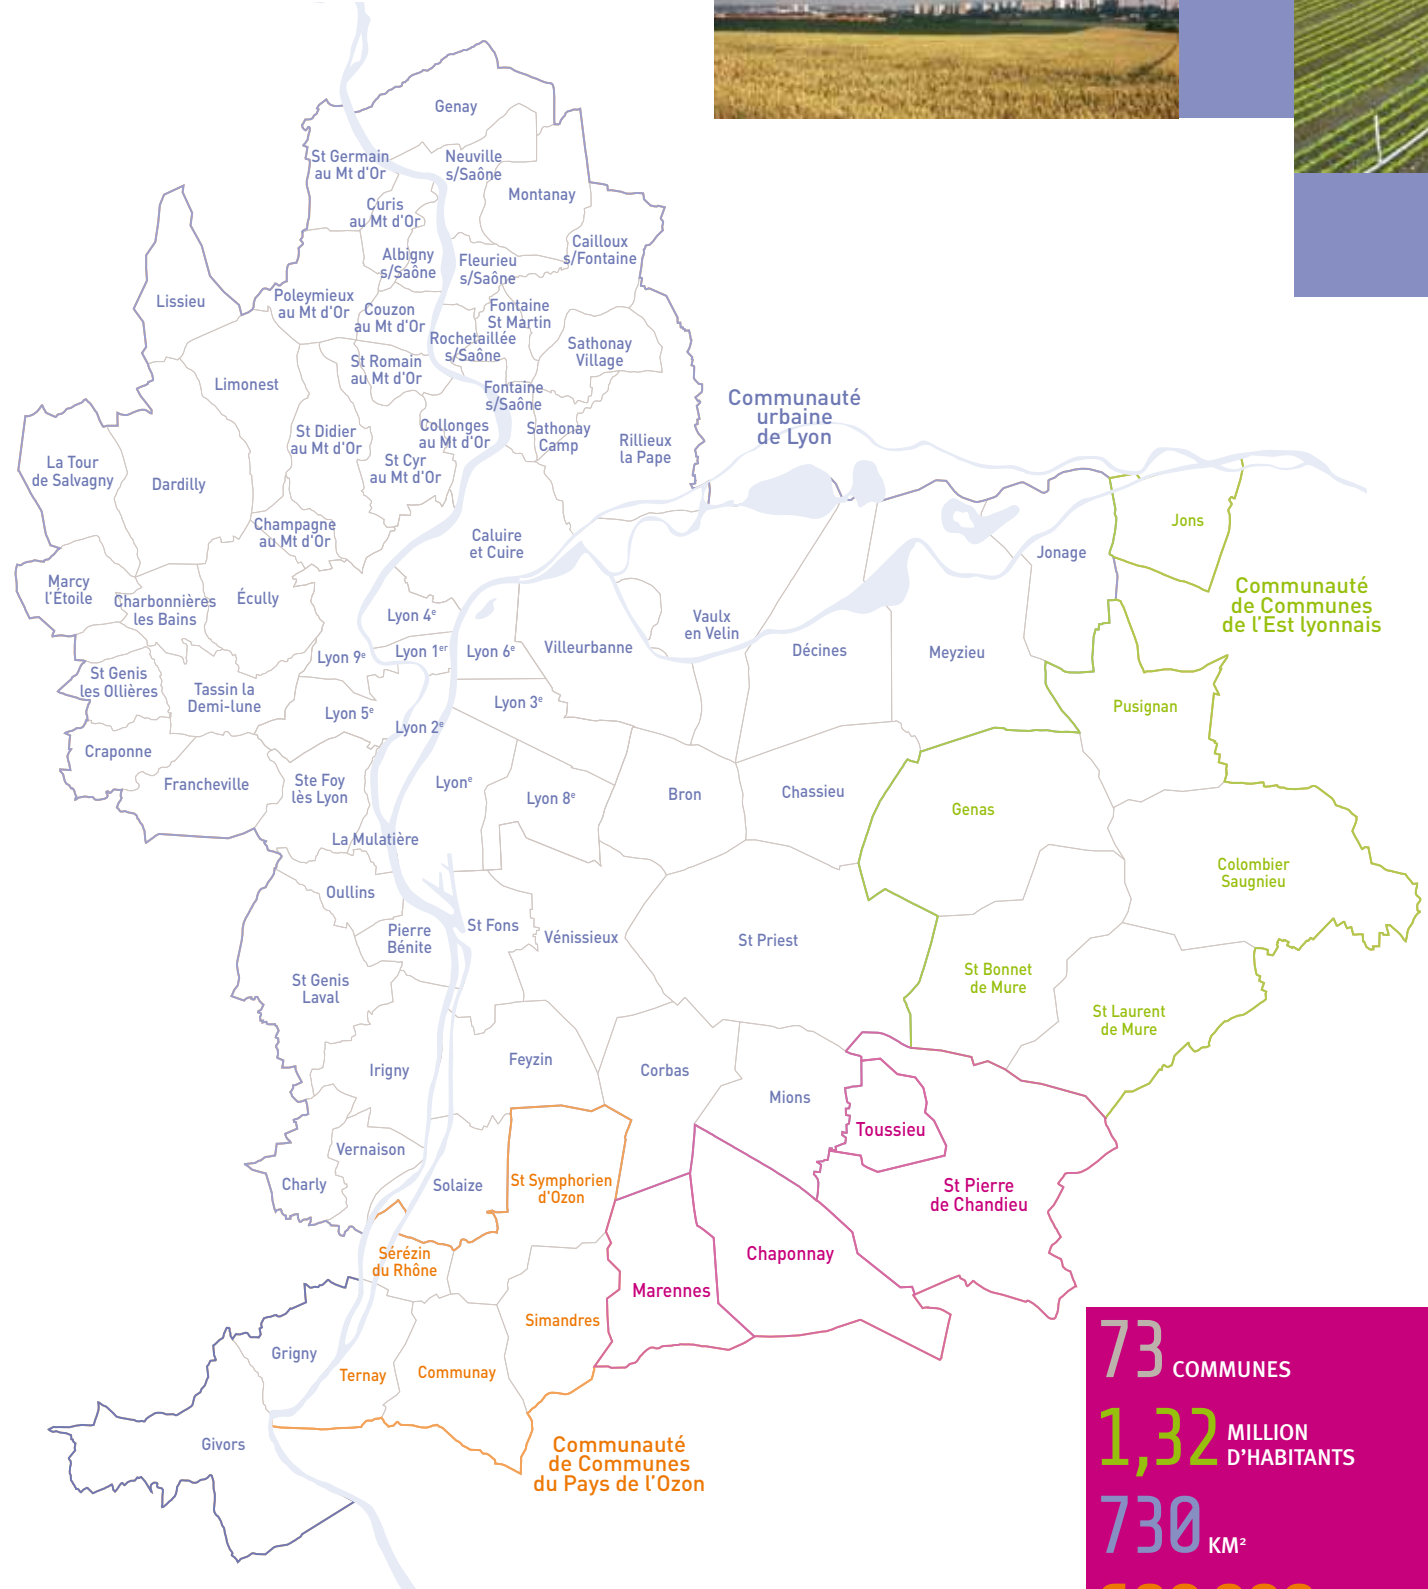 Genay
St Germain
au Mt d'Or
Neuville
s/Saône
Montanay
Curis
au Mt d'Or
Cailloux
s/Fontaine
Albigny
s/Saône
Fleurieu
s/Saône
Lissieu
Poleymieux
au Mt d'Or
Couzon
au Mt d'Or
Fontaine
St Martin
Rochetaillée
s/Saône
Sathonay
Village
St Romain
au Mt d'Or
Limonest
Fontaine
s/Saône
Communauté
urbaine
de Lyon
St Didier
au Mt d'Or
Collonges
au Mt d'Or
Sathonay
Camp
Rillieux
la Pape
La Tour
de Salvagny
Dardilly
St Cyr
au Mt d'Or
Champagne
au Mt d'Or
Caluire
et Cuire
Jons
Jonage
Marcy
l'Étoile
Charbonnières
les Bains
Écully
Communauté
de Communes
de l'Est lyonnais
Lyon 4e
Vaulx
en Velin
Lyon 9e
Lyon 1er
Lyon 6e
Villeurbanne
Décines
Meyzieu
St Genis
les Ollières
Tassin la
Demi-lune
Lyon 5e
Lyon 2e
Lyon 3e
Pusignan
Craponne
Francheville
Ste Foy
lès Lyon
Lyone
Lyon 8e
Bron
Chassieu
Genas
La Mulatière
Colombier
Saugnieu
Oullins
Pierre
Bénite
St Fons
Vénissieux
St Priest
St Genis
Laval
St Bonnet
de Mure
St Laurent
de Mure
Irigny
Feyzin
Corbas
Mions
Toussieu
Vernaison
Charly
Solaize
St Symphorien
d'Ozon
St Pierre
de Chandieu
Sérézin
du Rhône
Chaponnay
Marennes
Simandres
Grigny
Ternay
Communay
Givors
Communauté
de Communes
du Pays de l'Ozon
73 COMMUNES
1,32 MILLION
D'HABITANTS
730 KM²